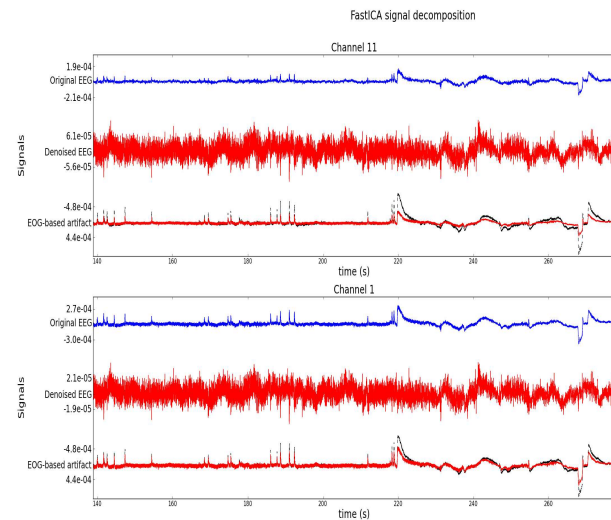 FastICA signal decomposition
Channel 11
1.9e-04
Original EEG
-2.1e-04
6.1e-05
Denoised EEG
-5.6e-05
-4.8e-04
EOG-based artifact
4.4e-04
Signals
140 160 180 200 220 240 260
time (s)
Channel 1
2.7e-04
Original EEG
-3.0e-04
2.1e-05
Denoised EEG
-1.9e-05
-4.8e-04
EOG-based artifact
4.4e-04
Signals
140 160 180 200 220 240 260
time (s)